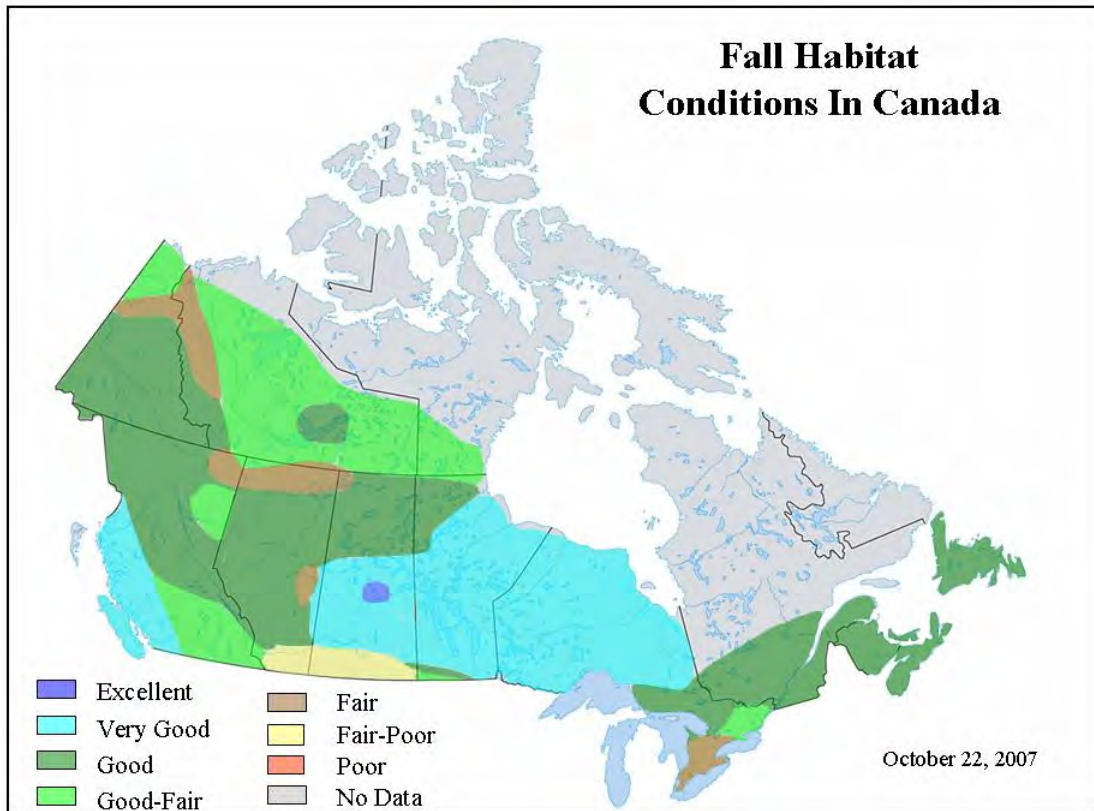 Fall Habitat
Conditions In Canada
Excellent
Very Good
Good
Good-Fair
Fair
Fair-Poor
Poor
No Data
October 22, 2007